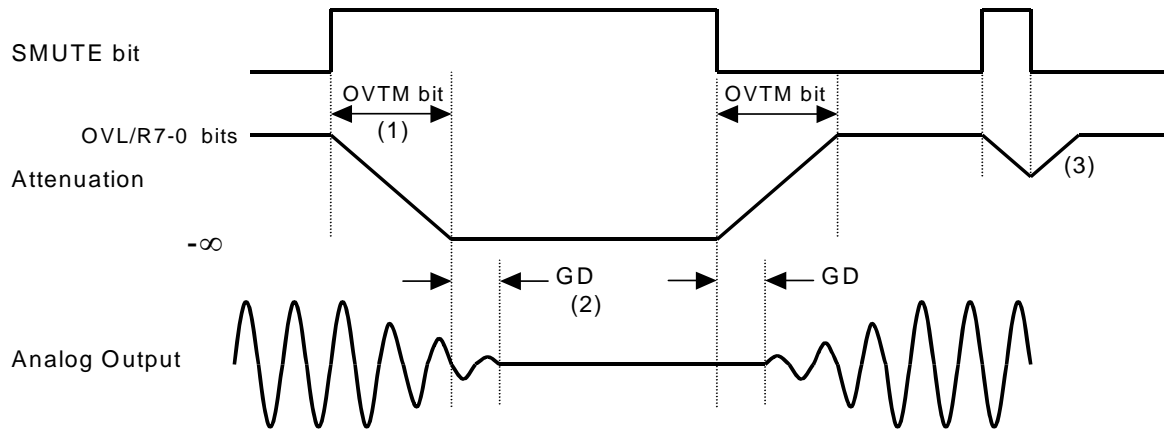 SMUTE bit
OVTM bit
OVTM bit
(1)
OVL/R7-0 bits
Attenuation
(3)
-∞
GD
GD
(2)
Analog Output